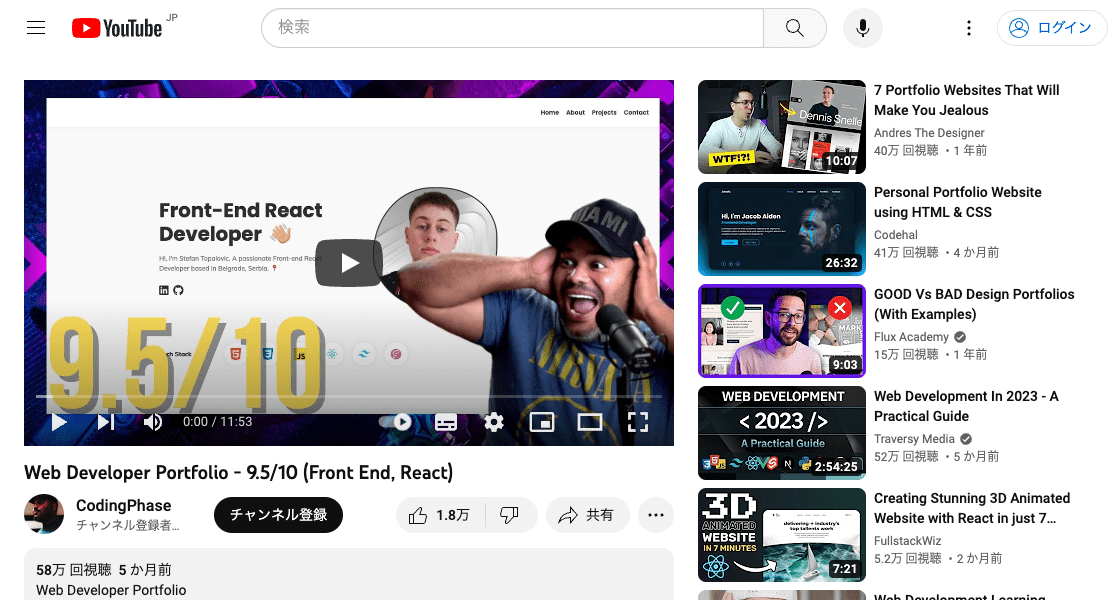 YouTube JP
検索
ログイン
Home About Projects Contact
Front-End React
Developer 👋🏼
Hi, I'm Stefan Topalovic. A passionate Front-end React
Developer based in Belgrade, Serbia. 📍
MIAMI
9.5/10
Tech Stack
JS
0:00 / 11:53
Web Developer Portfolio - 9.5/10 (Front End, React)
CodingPhase
チャンネル登録者...
チャンネル登録
1.8万
共有
58万 回視聴 5 か月前
Web Developer Portfolio
WTF!?!
10:07
7 Portfolio Websites That Will
Make You Jealous
Andres The Designer
40万 回視聴 • 1 年前
Hi, I'm Jacob Aiden
Frontend Developer
26:32
Personal Portfolio Website
using HTML & CSS
Codehal
41万 回視聴 • 4 か月前
9:03
GOOD Vs BAD Design Portfolios
(With Examples)
Flux Academy
15万 回視聴 • 1 年前
WEB DEVELOPMENT
< 2023 />
A Practical Guide
2:54:25
Web Development In 2023 - A
Practical Guide
Traversy Media
52万 回視聴 • 5 か月前
3D
ANIMATED
WEBSITE
IN 7 MINUTES
delivering + industry's
top talents work
7:21
Creating Stunning 3D Animated
Website with React in just 7...
FullstackWiz
5.2万 回視聴 • 2 か月前
Web Development Learning